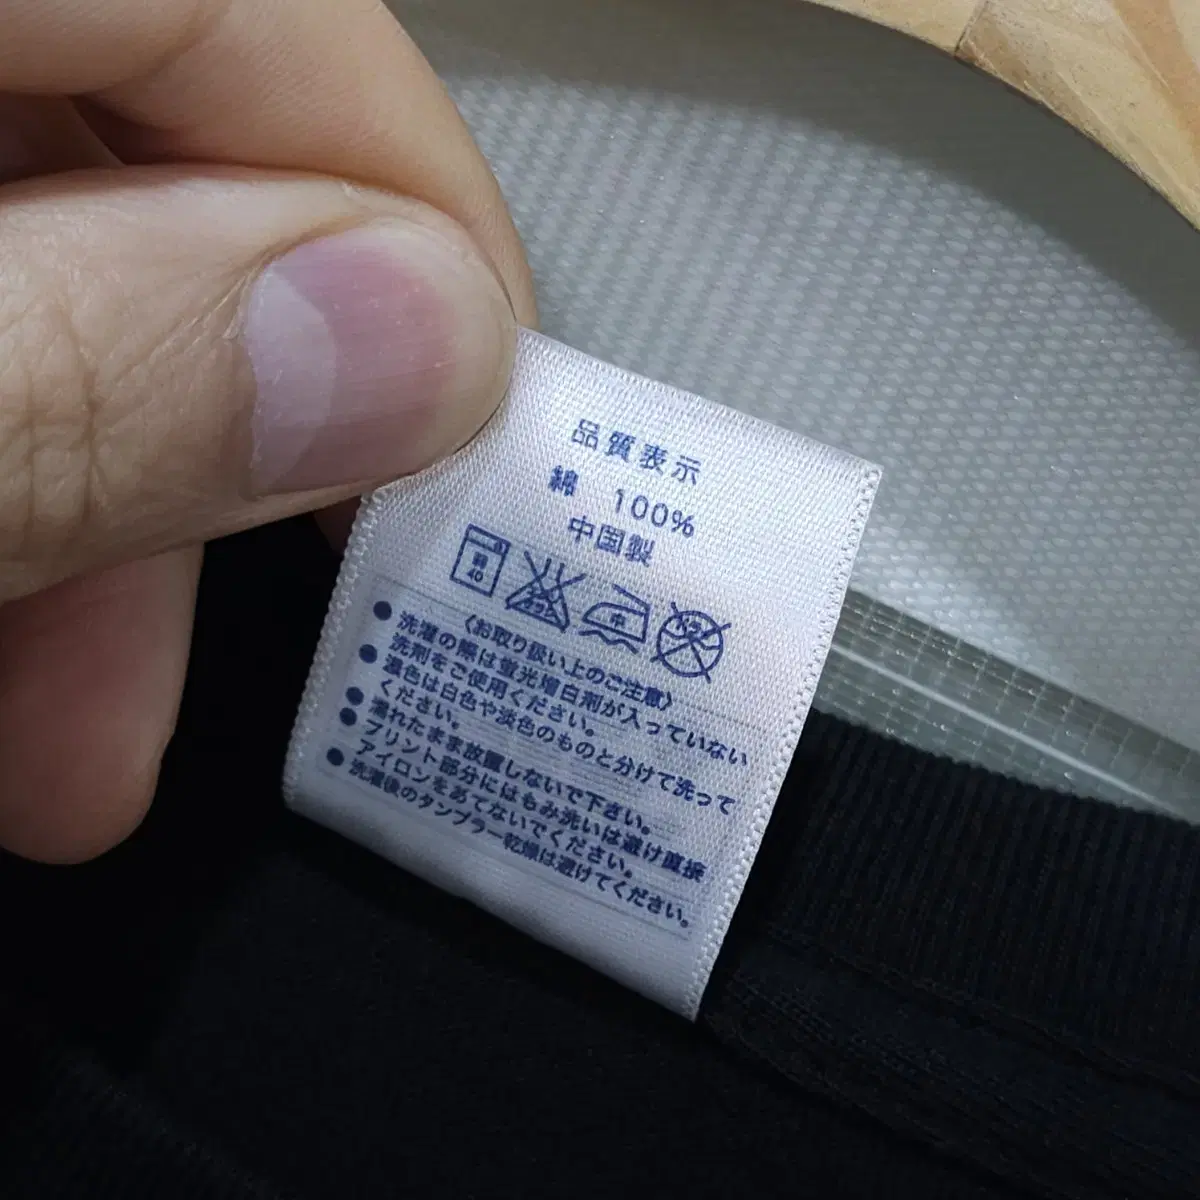 品質表示
綿 100%
中国製
綿 40 エンソ 中 ドライ
〈お取り扱い上のご注意〉
●洗濯の際は蛍光増白剤が入っていない
洗剤をご使用ください。
●濃色は白色や淡色のものと分けて洗って
ください。
●濡れたまま放置しないで下さい。
●プリント部分にはもみ洗いは避け直接
アイロンをあてないでください。
●洗濯後のタンブラー乾燥は避けてください。